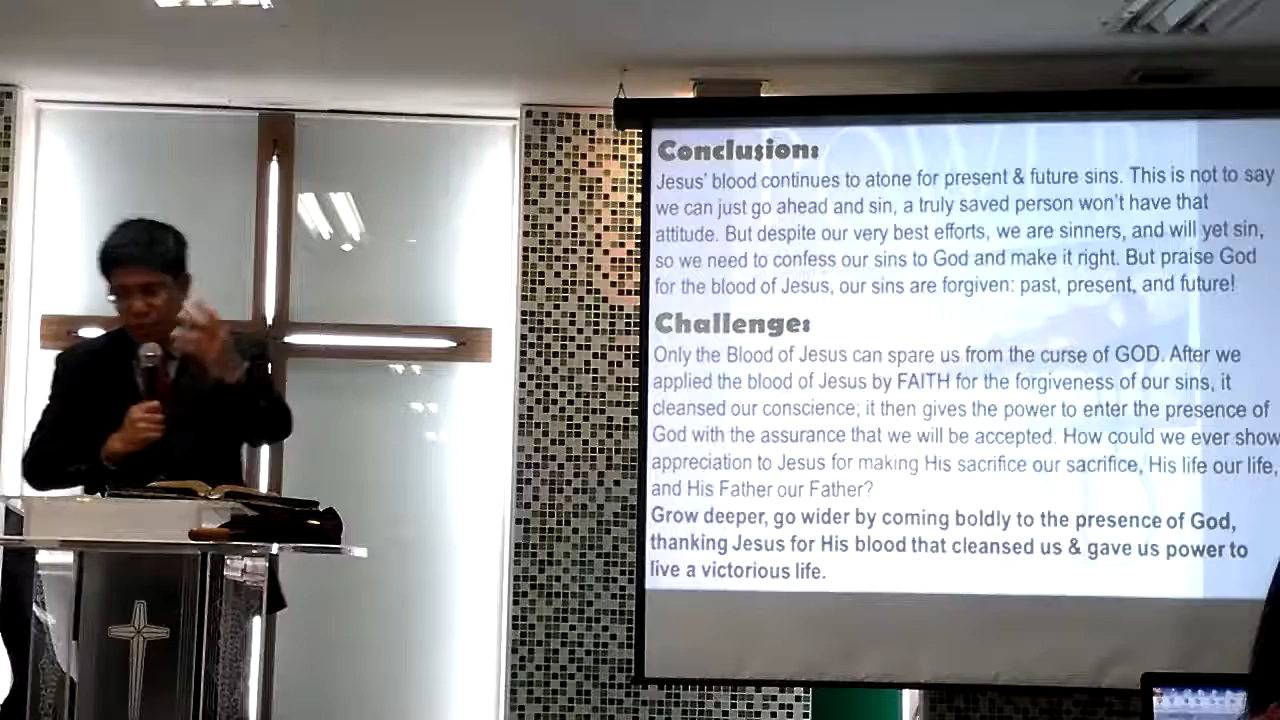 Conclusion:
Jesus' blood continues to atone for present & future sins. This is not to say
we can just go ahead and sin, a truly saved person won't have that
attitude. But despite our very best efforts, we are sinners, and will yet sin,
so we need to confess our sins to God and make it right. But praise God
for the blood of Jesus, our sins are forgiven: past, present, and future!
Challenge:
Only the Blood of Jesus can spare us from the curse of GOD. After we
applied the blood of Jesus by FAITH for the forgiveness of our sins, it
cleansed our conscience; it then gives the power to enter the presence of
God with the assurance that we will be accepted. How could we ever show
appreciation to Jesus for making His sacrifice our sacrifice, His life our life,
and His Father our Father?
Grow deeper, go wider by coming boldly to the presence of God,
thanking Jesus for His blood that cleansed us & gave us power to
live a victorious life.